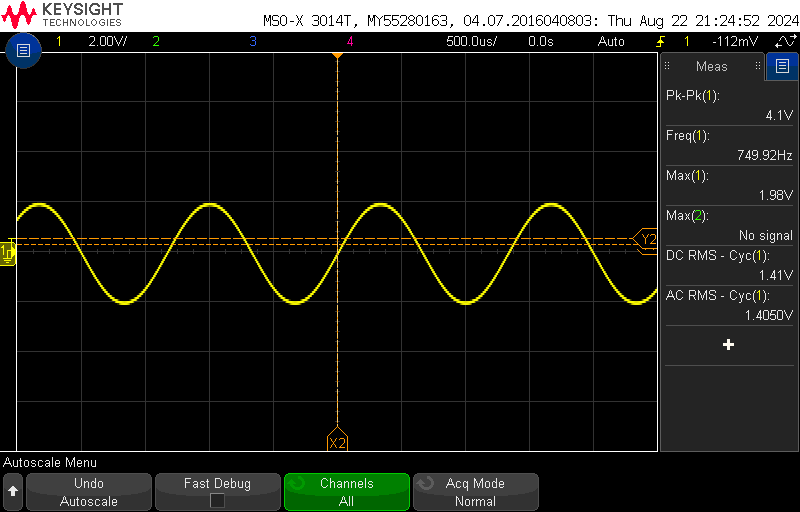 KEYSIGHT
TECHNOLOGIES
MSO-X 3014T, MY55280163, 04.07.2016040803: Thu Aug 22 21:24:52 2024
1 2.00V/ 2 3 4 500.0us/ 0.0s Auto 1 -112mV
Meas
Pk-Pk(1):
4.1V
Freq(1):
749.92Hz
Max(1):
1.98V
Max(2):
No signal
DC RMS - Cyc(1):
1.41V
AC RMS - Cyc(1):
1.4050V
1
Y2
X2
Autoscale Menu
Undo
Autoscale
Fast Debug
Channels
All
Acq Mode
Normal